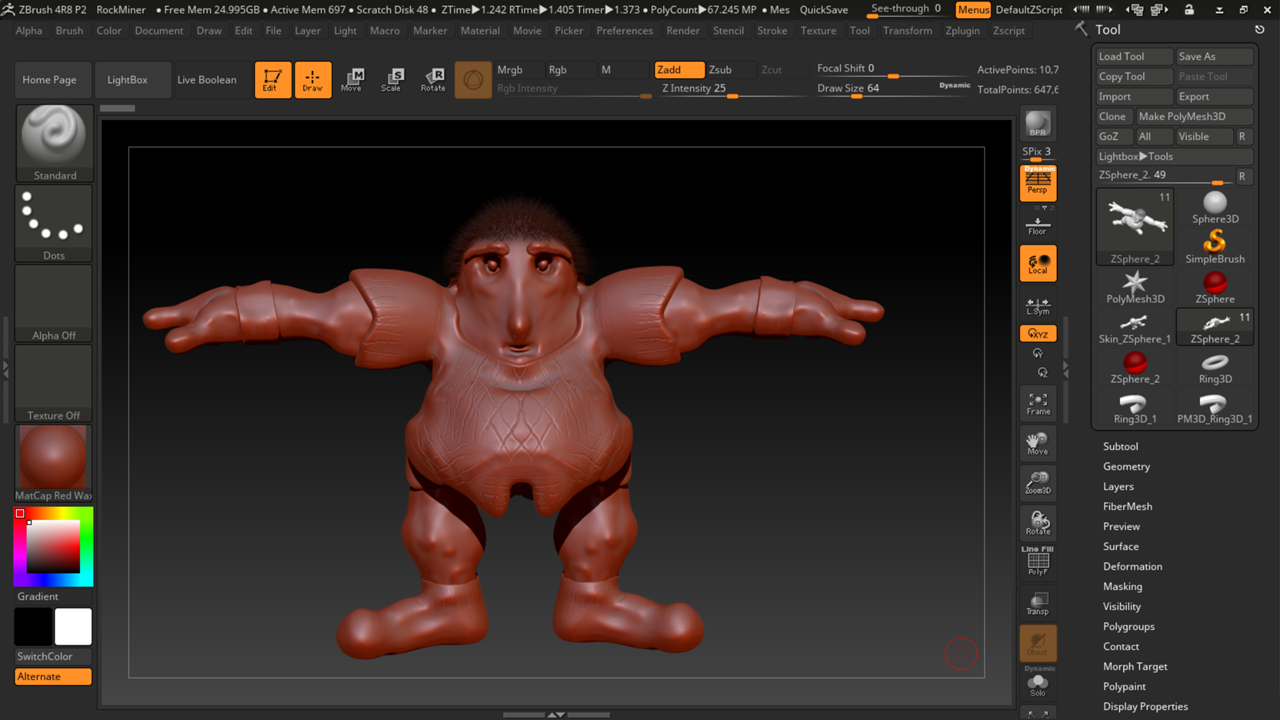 ZBrush 4R8 P2 RockMiner • Free Mem 24.995GB • Active Mem 697 • Scratch Disk 48 • ZTime▶1.242 RTime▶1.405 Timer▶1.373 • PolyCount▶67.245 MP • Mes QuickSave See-through 0 Menus DefaultZScript
Alpha Brush Color Document Draw Edit File Layer Light Macro Marker Material Movie Picker Preferences Render Stencil Stroke Texture Tool Transform Zplugin Zscript
Home Page
LightBox
Live Boolean
Edit
Draw
Move
M
Scale
S
Rotate
R
Mrgb Rgb M
Rgb Intensity
Zadd Zsub Zcut
Z Intensity 25
Focal Shift 0
Draw Size 64
Dynamic
ActivePoints: 10,7
TotalPoints: 647,6
Standard
Dots
Alpha Off
Texture Off
MatCap Red Wax
Gradient
SwitchColor
Alternate
BPR
SPix 3
Dynamic
Persp
Floor
Local
L.Sym
XYZ
Y
Z
Frame
Move
Zoom3D
Rotate
Line Fill
PolyF
Transp
Ghost
Dynamic
Solo
Tool
Load Tool Save As
Copy Tool Paste Tool
Import Export
Clone Make PolyMesh3D
GoZ All Visible R
Lightbox▶Tools
ZSphere_2. 49 R
11
ZSphere_2
Sphere3D
SimpleBrush
PolyMesh3D ZSphere
11
Skin_ZSphere_1 ZSphere_2
ZSphere_2 Ring3D
Ring3D_1 PM3D_Ring3D_1
Subtool
Geometry
Layers
FiberMesh
Preview
Surface
Deformation
Masking
Visibility
Polygroups
Contact
Morph Target
Polypaint
Display Properties